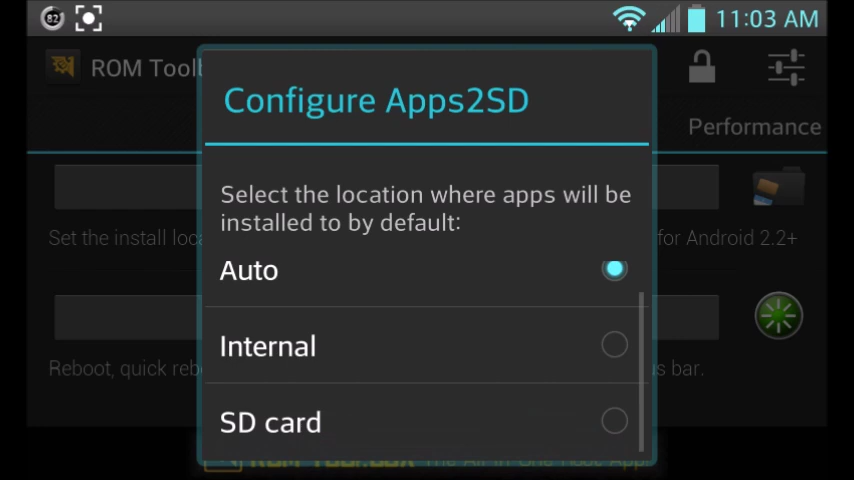 82
11:03 AM
ROM Toolb
Performance
Configure Apps2SD
Select the location where apps will be
installed to by default:
Set the install loca
for Android 2.2+
Auto
Internal
Reboot, quick reb
us bar.
SD card
ROM Toolbox The All In One Root App